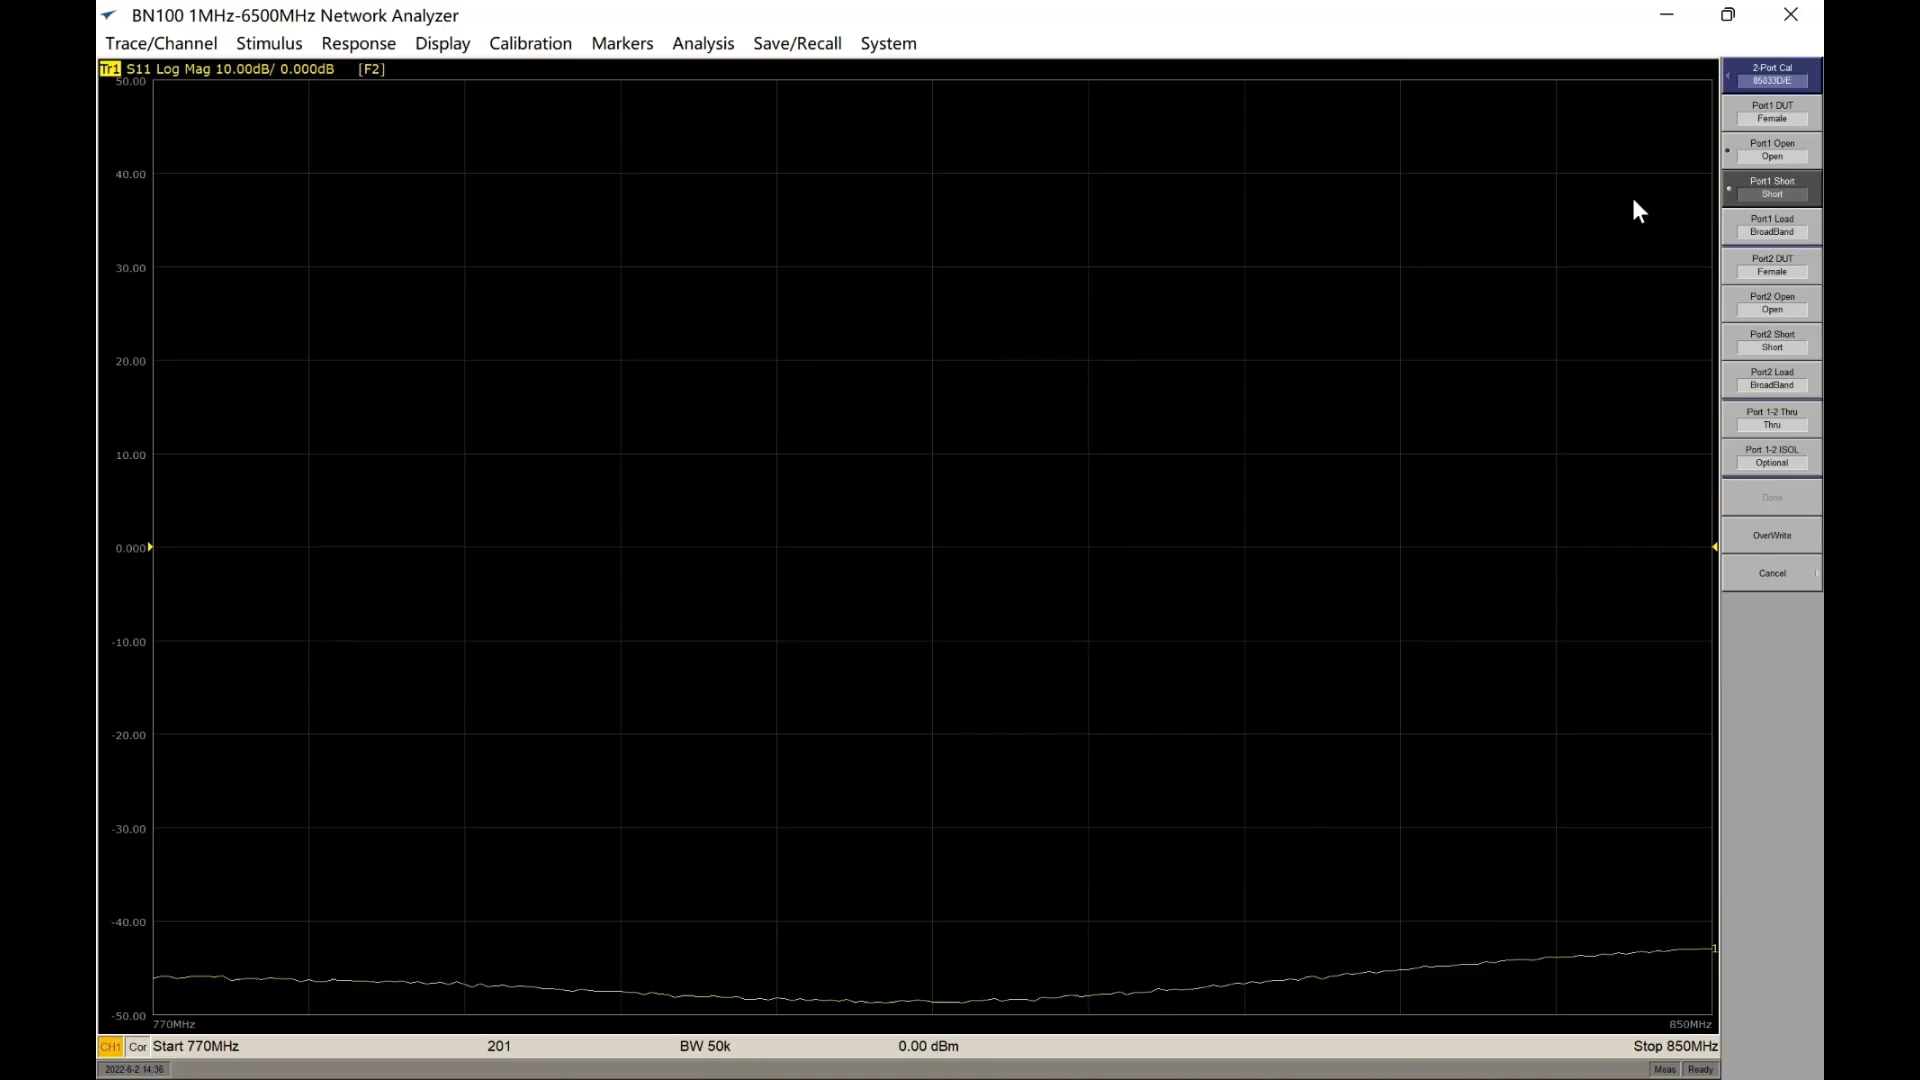 BN100 1MHz-6500MHz Network Analyzer
Trace/Channel Stimulus Response Display Calibration Markers Analysis Save/Recall System
Tr1 S11 Log Mag 10.00dB/ 0.000dB [F2]
50.00
40.00
30.00
20.00
10.00
0.000
-10.00
-20.00
-30.00
-40.00
-50.00
1
770MHz 850MHz
CH1 Cor Start 770MHz 201 BW 50k 0.00 dBm Stop 850MHz
2022-6-2 14:36 Meas Ready
2-Port Cal
85033D/E
Port1 DUT
Female
Port1 Open
Open
Port1 Short
Short
Port1 Load
BroadBand
Port2 DUT
Female
Port2 Open
Open
Port2 Short
Short
Port2 Load
BroadBand
Port 1-2 Thru
Thru
Port 1-2 ISOL
Optional
Done
OverWrite
Cancel